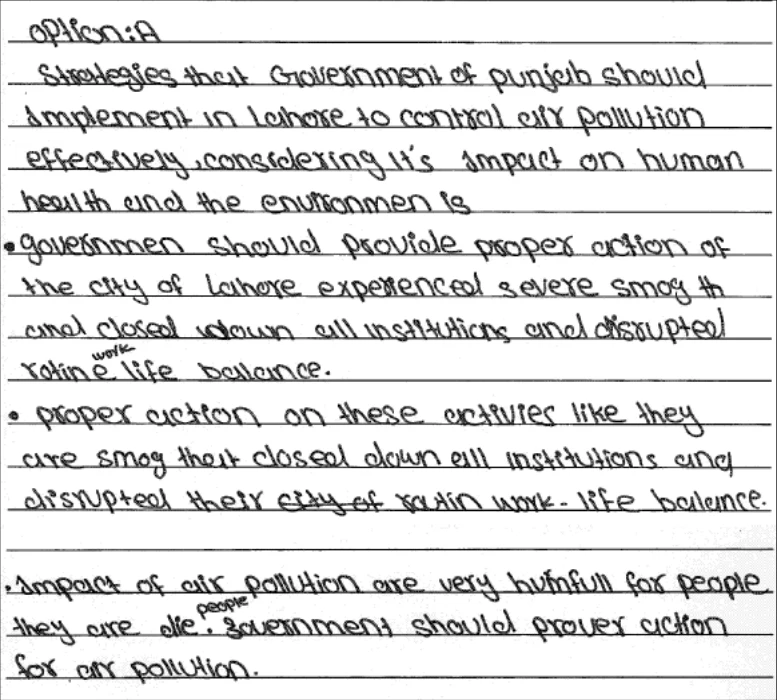 option: A
Strategies that Government of punjab should
Implement in Lahore to control air pollution
effectively, considering it's impact on human
health and the environmen is
• governmen should provide proper action of
the city of Lahore experienced severe smog th
and closed down all institutions and disrupted
rotine work life balance.
• proper action on these activies like they
are smog that closed down all institutions and
disrupted their city of rautin work-life balance.
• Impact of air pollution are very humfull for people
they are die. people government should prover action
for air pollution.